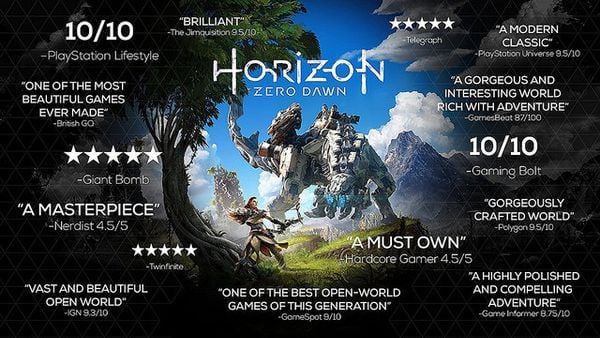 10/10
-PlayStation Lifestyle
"BRILLIANT"
-The Jimquisition 9.5/10
★★★★★
-Telegraph
"A MODERN
CLASSIC"
-PlayStation Universe 9.5/10
HORIZON
ZERO DAWN
"ONE OF THE MOST
BEAUTIFUL GAMES
EVER MADE"
-British GQ
"A GORGEOUS AND
INTERESTING WORLD
RICH WITH ADVENTURE"
-GamesBeat 87/100
★★★★★
-Giant Bomb
10/10
-Gaming Bolt
"A MASTERPIECE"
-Nerdist 4.5/5
"GORGEOUSLY
CRAFTED WORLD"
-Polygon 9.5/10
★★★★★
-Twinfinite
"A MUST OWN"
-Hardcore Gamer 4.5/5
"VAST AND BEAUTIFUL
OPEN WORLD"
-IGN 9.3/10
"ONE OF THE BEST OPEN-WORLD
GAMES OF THIS GENERATION"
-GameSpot 9/10
"A HIGHLY POLISHED
AND COMPELLING
ADVENTURE"
-Game Informer 8.75/10